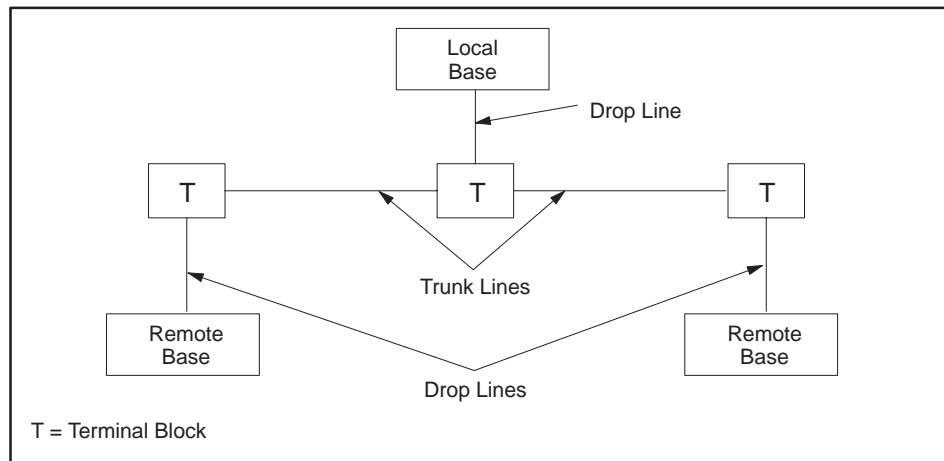 Local
Base
Drop Line
T
T
T
Trunk Lines
Remote
Base
Remote
Base
Drop Lines
T = Terminal Block